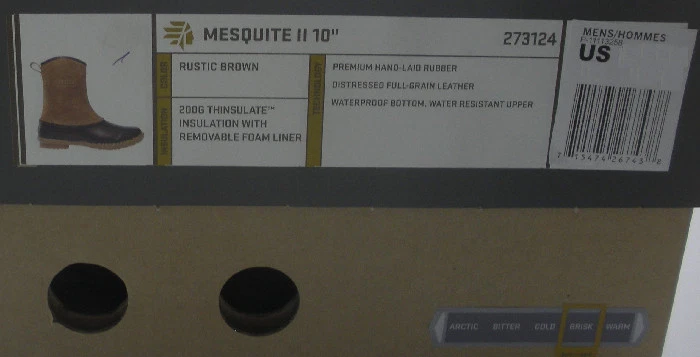 MESQUITE II 10"
273124
COLOR
RUSTIC BROWN
INSULATION
200G THINSULATE™
INSULATION WITH
REMOVABLE FOAM LINER
TECHNOLOGY
PREMIUM HAND-LAID RUBBER
DISTRESSED FULL-GRAIN LEATHER
WATERPROOF BOTTOM, WATER RESISTANT UPPER
MENS/HOMMES
US
ARCTIC BITTER COLD BRISK WARM